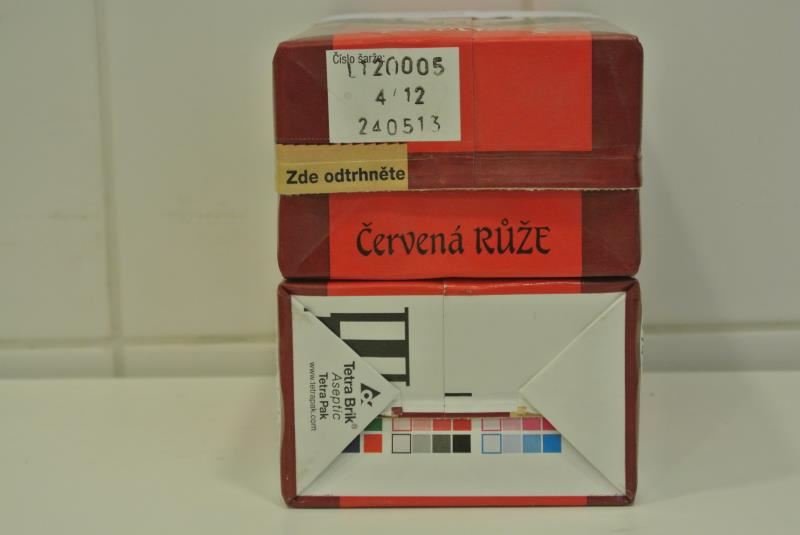 Číslo šarže:
L120005
4/12
240513
Zde odtrhněte
Červená RŮŽE
Tetra Brik®
Aseptic
Tetra Pak
www.tetrapak.com